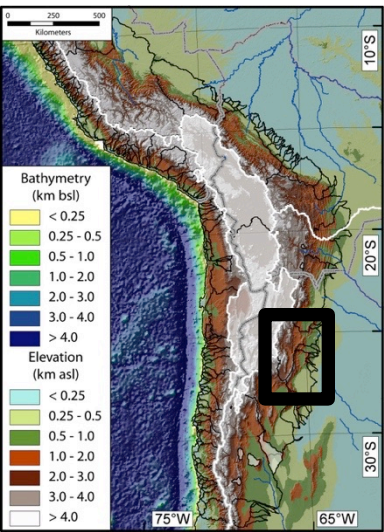 0 250 500
Kilometers
10°S
Bathymetry
(km bsl)
< 0.25
0.25 - 0.5
0.5 - 1.0
1.0 - 2.0
2.0 - 3.0
3.0 - 4.0
> 4.0
20°S
Elevation
(km asl)
< 0.25
0.25 - 0.5
0.5 - 1.0
1.0 - 2.0
2.0 - 3.0
3.0 - 4.0
> 4.0
30°S
75°W 65°W